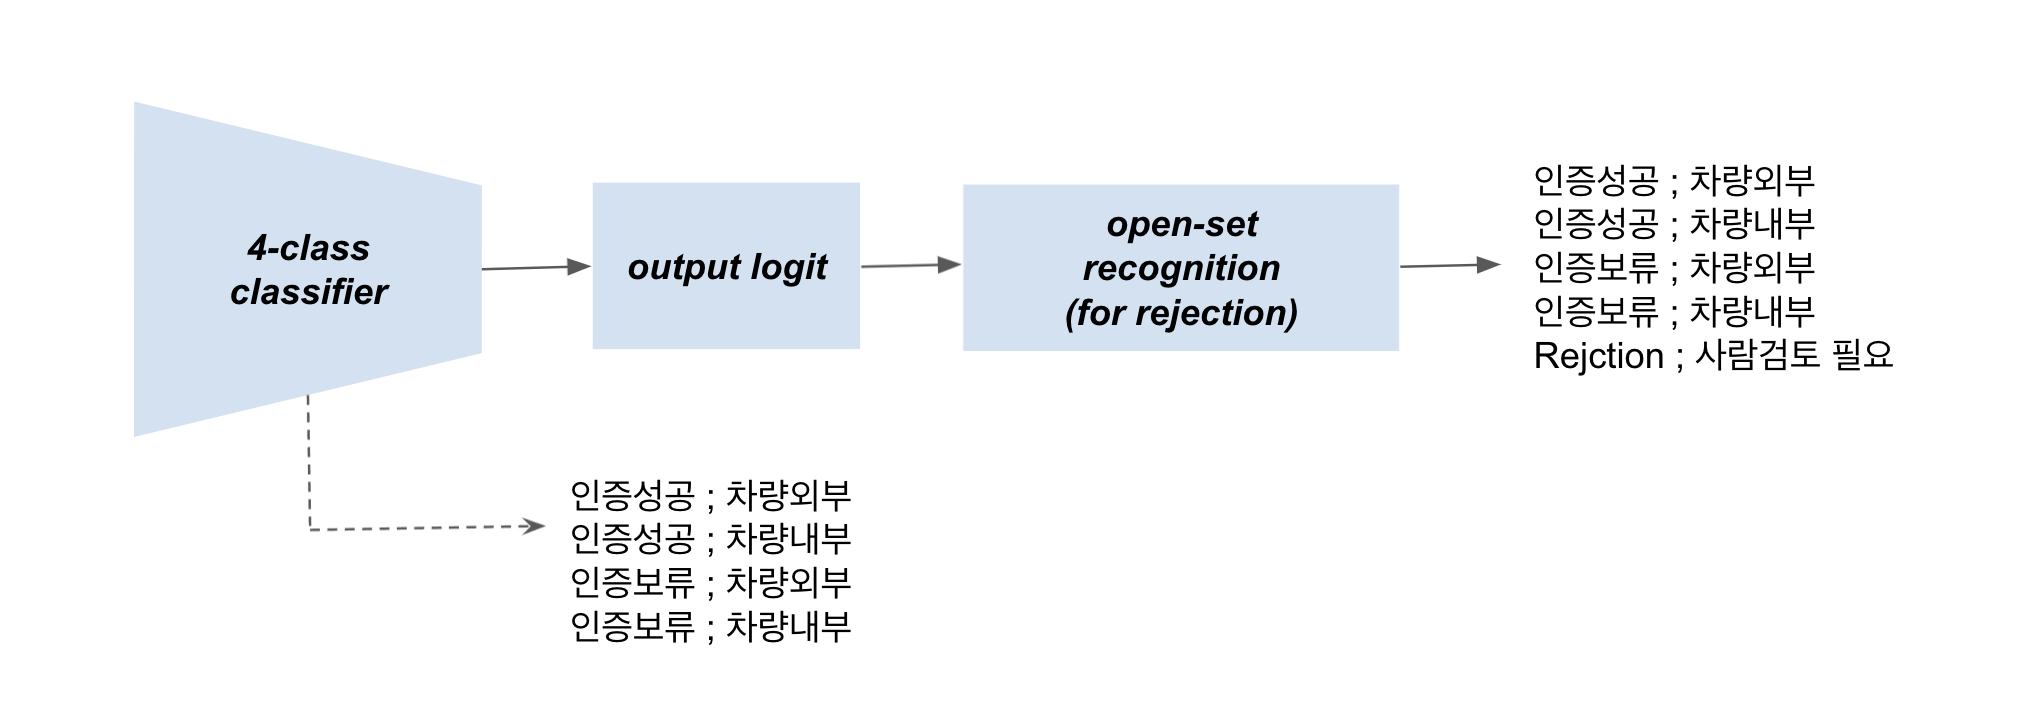 4-class
classifier
output logit
open-set
recognition
(for rejection)
인증성공 ; 차량외부
인증성공 ; 차량내부
인증보류 ; 차량외부
인증보류 ; 차량내부
Rejction ; 사람검토 필요
인증성공 ; 차량외부
인증성공 ; 차량내부
인증보류 ; 차량외부
인증보류 ; 차량내부